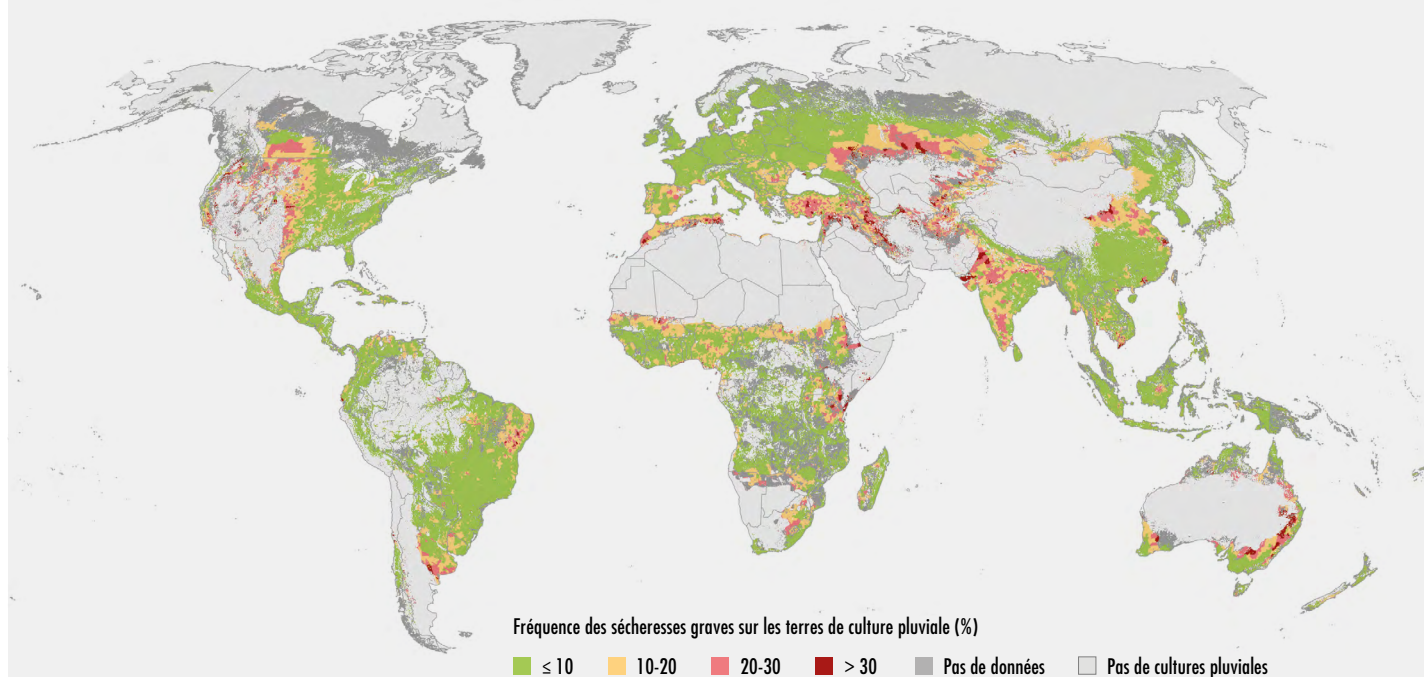 Fréquence des sécheresses graves sur les terres de culture pluviale (%)
≤ 10 10-20 20-30 > 30 Pas de données Pas de cultures pluviales